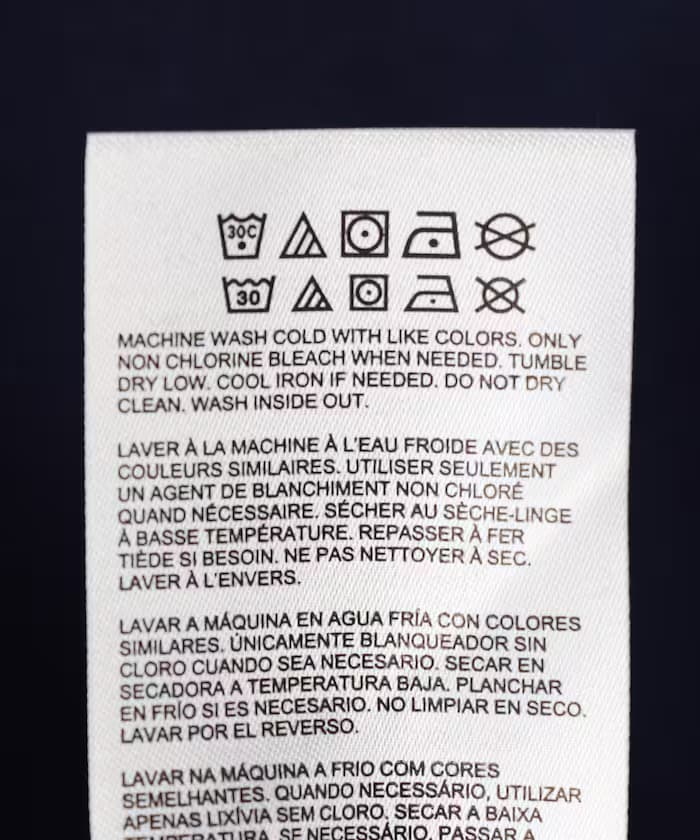 30C
30
MACHINE WASH COLD WITH LIKE COLORS. ONLY
NON CHLORINE BLEACH WHEN NEEDED. TUMBLE
DRY LOW. COOL IRON IF NEEDED. DO NOT DRY
CLEAN. WASH INSIDE OUT.
LAVER À LA MACHINE À L'EAU FROIDE AVEC DES
COULEURS SIMILAIRES. UTILISER SEULEMENT
UN AGENT DE BLANCHIMENT NON CHLORÉ
QUAND NÉCESSAIRE. SÉCHER AU SÈCHE-LINGE
À BASSE TEMPÉRATURE. REPASSER À FER
TIÈDE SI BESOIN. NE PAS NETTOYER À SEC.
LAVER À L'ENVERS.
LAVAR A MÁQUINA EN AGUA FRÍA CON COLORES
SIMILARES. ÚNICAMENTE BLANQUEADOR SIN
CLORO CUANDO SEA NECESARIO. SECAR EN
SECADORA A TEMPERATURA BAJA. PLANCHAR
EN FRÍO SI ES NECESARIO. NO LIMPIAR EN SECO.
LAVAR POR EL REVERSO.
LAVAR NA MÁQUINA A FRIO COM CORES
SEMELHANTES. QUANDO NECESSÁRIO, UTILIZAR
APENAS LIXÍVIA SEM CLORO. SECAR A BAIXA
TEMPERATURA, SE NECESSÁRIO. PASSAR A